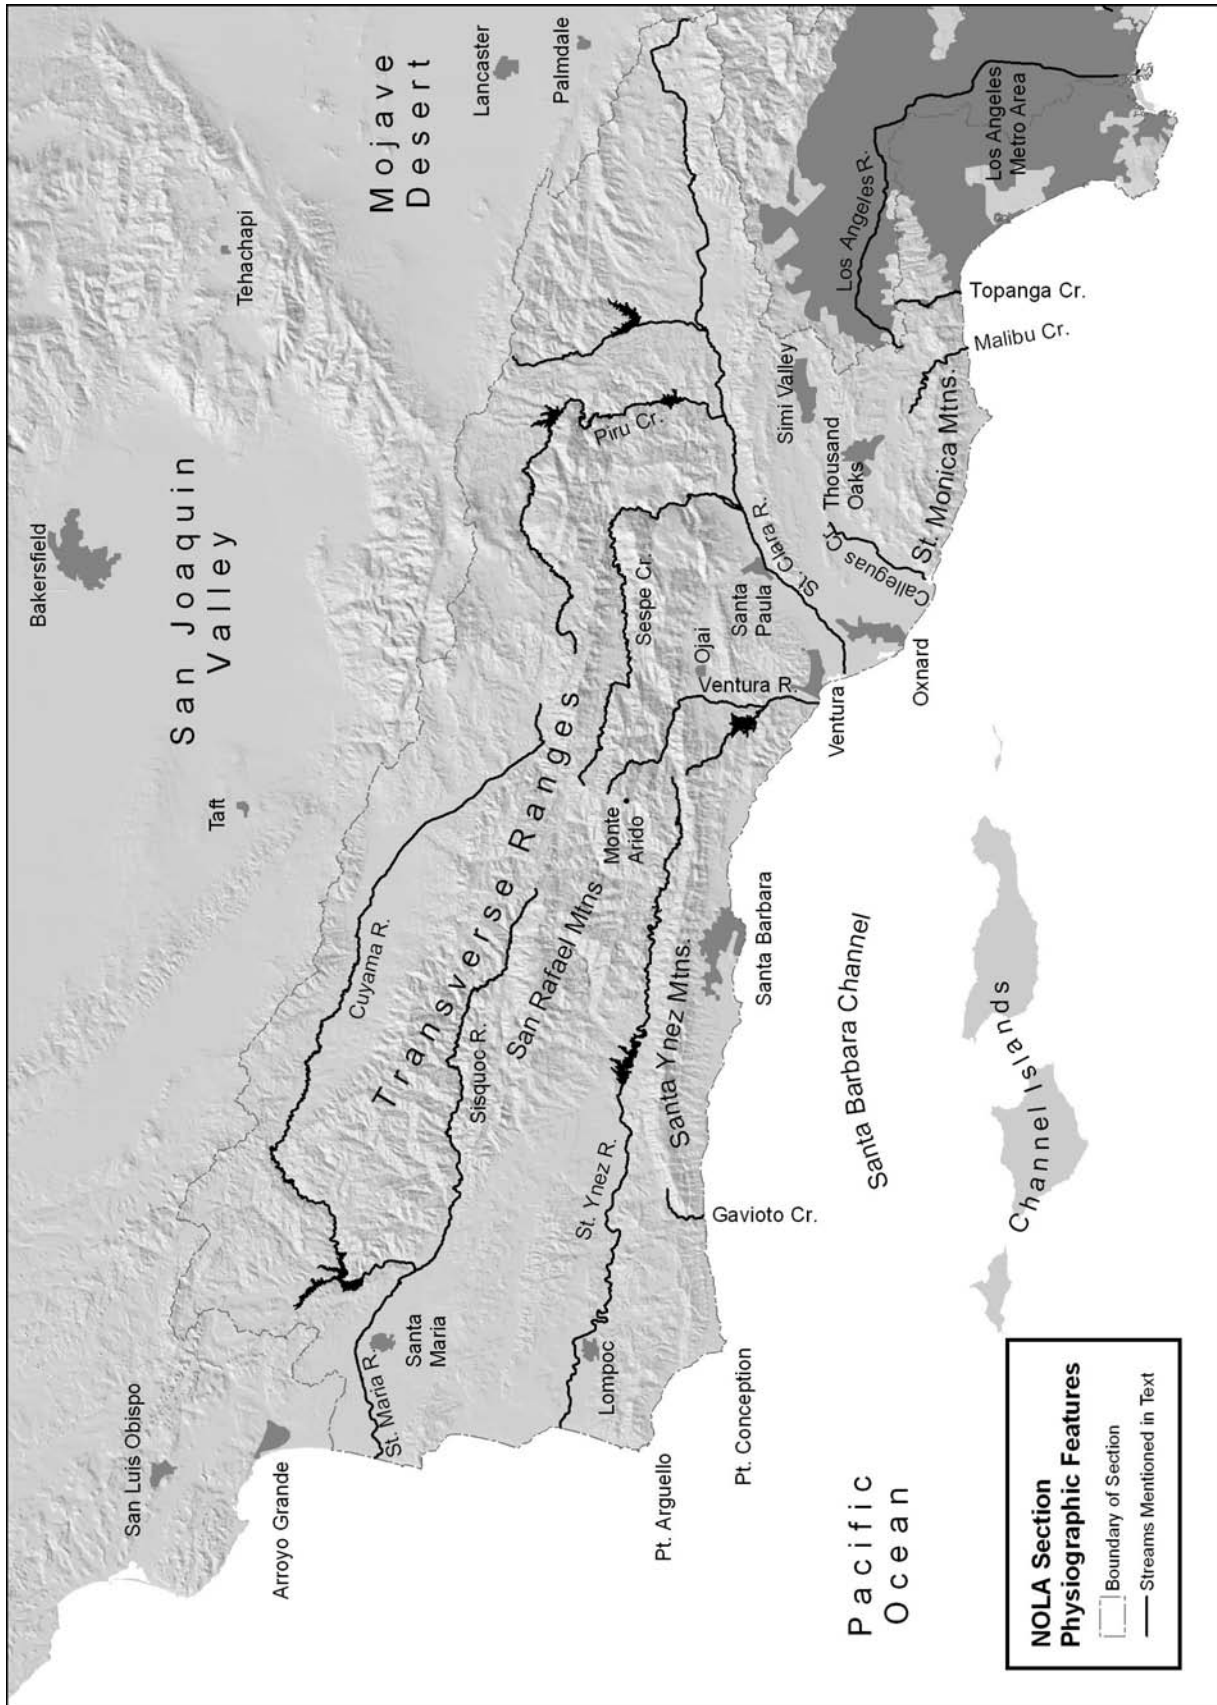 San Luis Obispo
Arroyo Grande
Taft
Bakersfield
San Joaquin
Valley
Tehachapi
Mojave
Desert
Lancaster
Palmdale
St. Maria R.
Santa
Maria
Cuyama R.
Transverse Ranges
Sisquoc R.
San Rafael Mtns
Monte
Arido
Sespe Cr.
Piru Cr.
Lompoc
St. Ynez R.
Santa Ynez Mtns.
Gavioto Cr.
Santa Barbara
Ventura R.
Ojai
Santa
Paula
St. Clara R.
Ventura
Oxnard
Calleguas Cr.
Thousand
Oaks
Simi Valley
St. Monica Mtns.
Malibu Cr.
Topanga Cr.
Los Angeles R.
Los Angeles
Metro Area
Pt. Arguello
Pt. Conception
Santa Barbara Channel
Channel Islands
Pacific
Ocean
NOLA Section
Physiographic Features
Boundary of Section
Streams Mentioned in Text